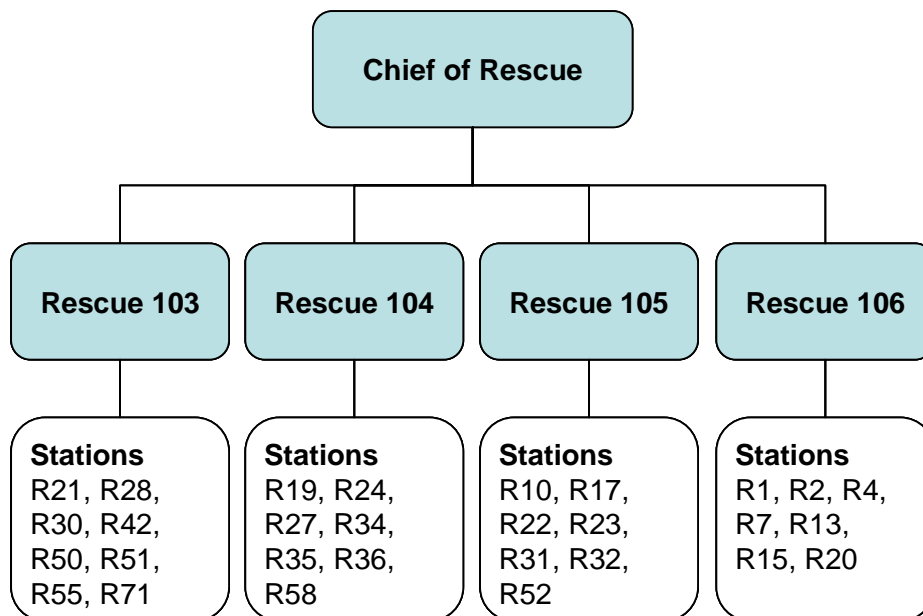 Chief of Rescue
Rescue 103
Rescue 104
Rescue 105
Rescue 106
Stations
R21, R28,
R30, R42,
R50, R51,
R55, R71
Stations
R19, R24,
R27, R34,
R35, R36,
R58
Stations
R10, R17,
R22, R23,
R31, R32,
R52
Stations
R1, R2, R4,
R7, R13,
R15, R20